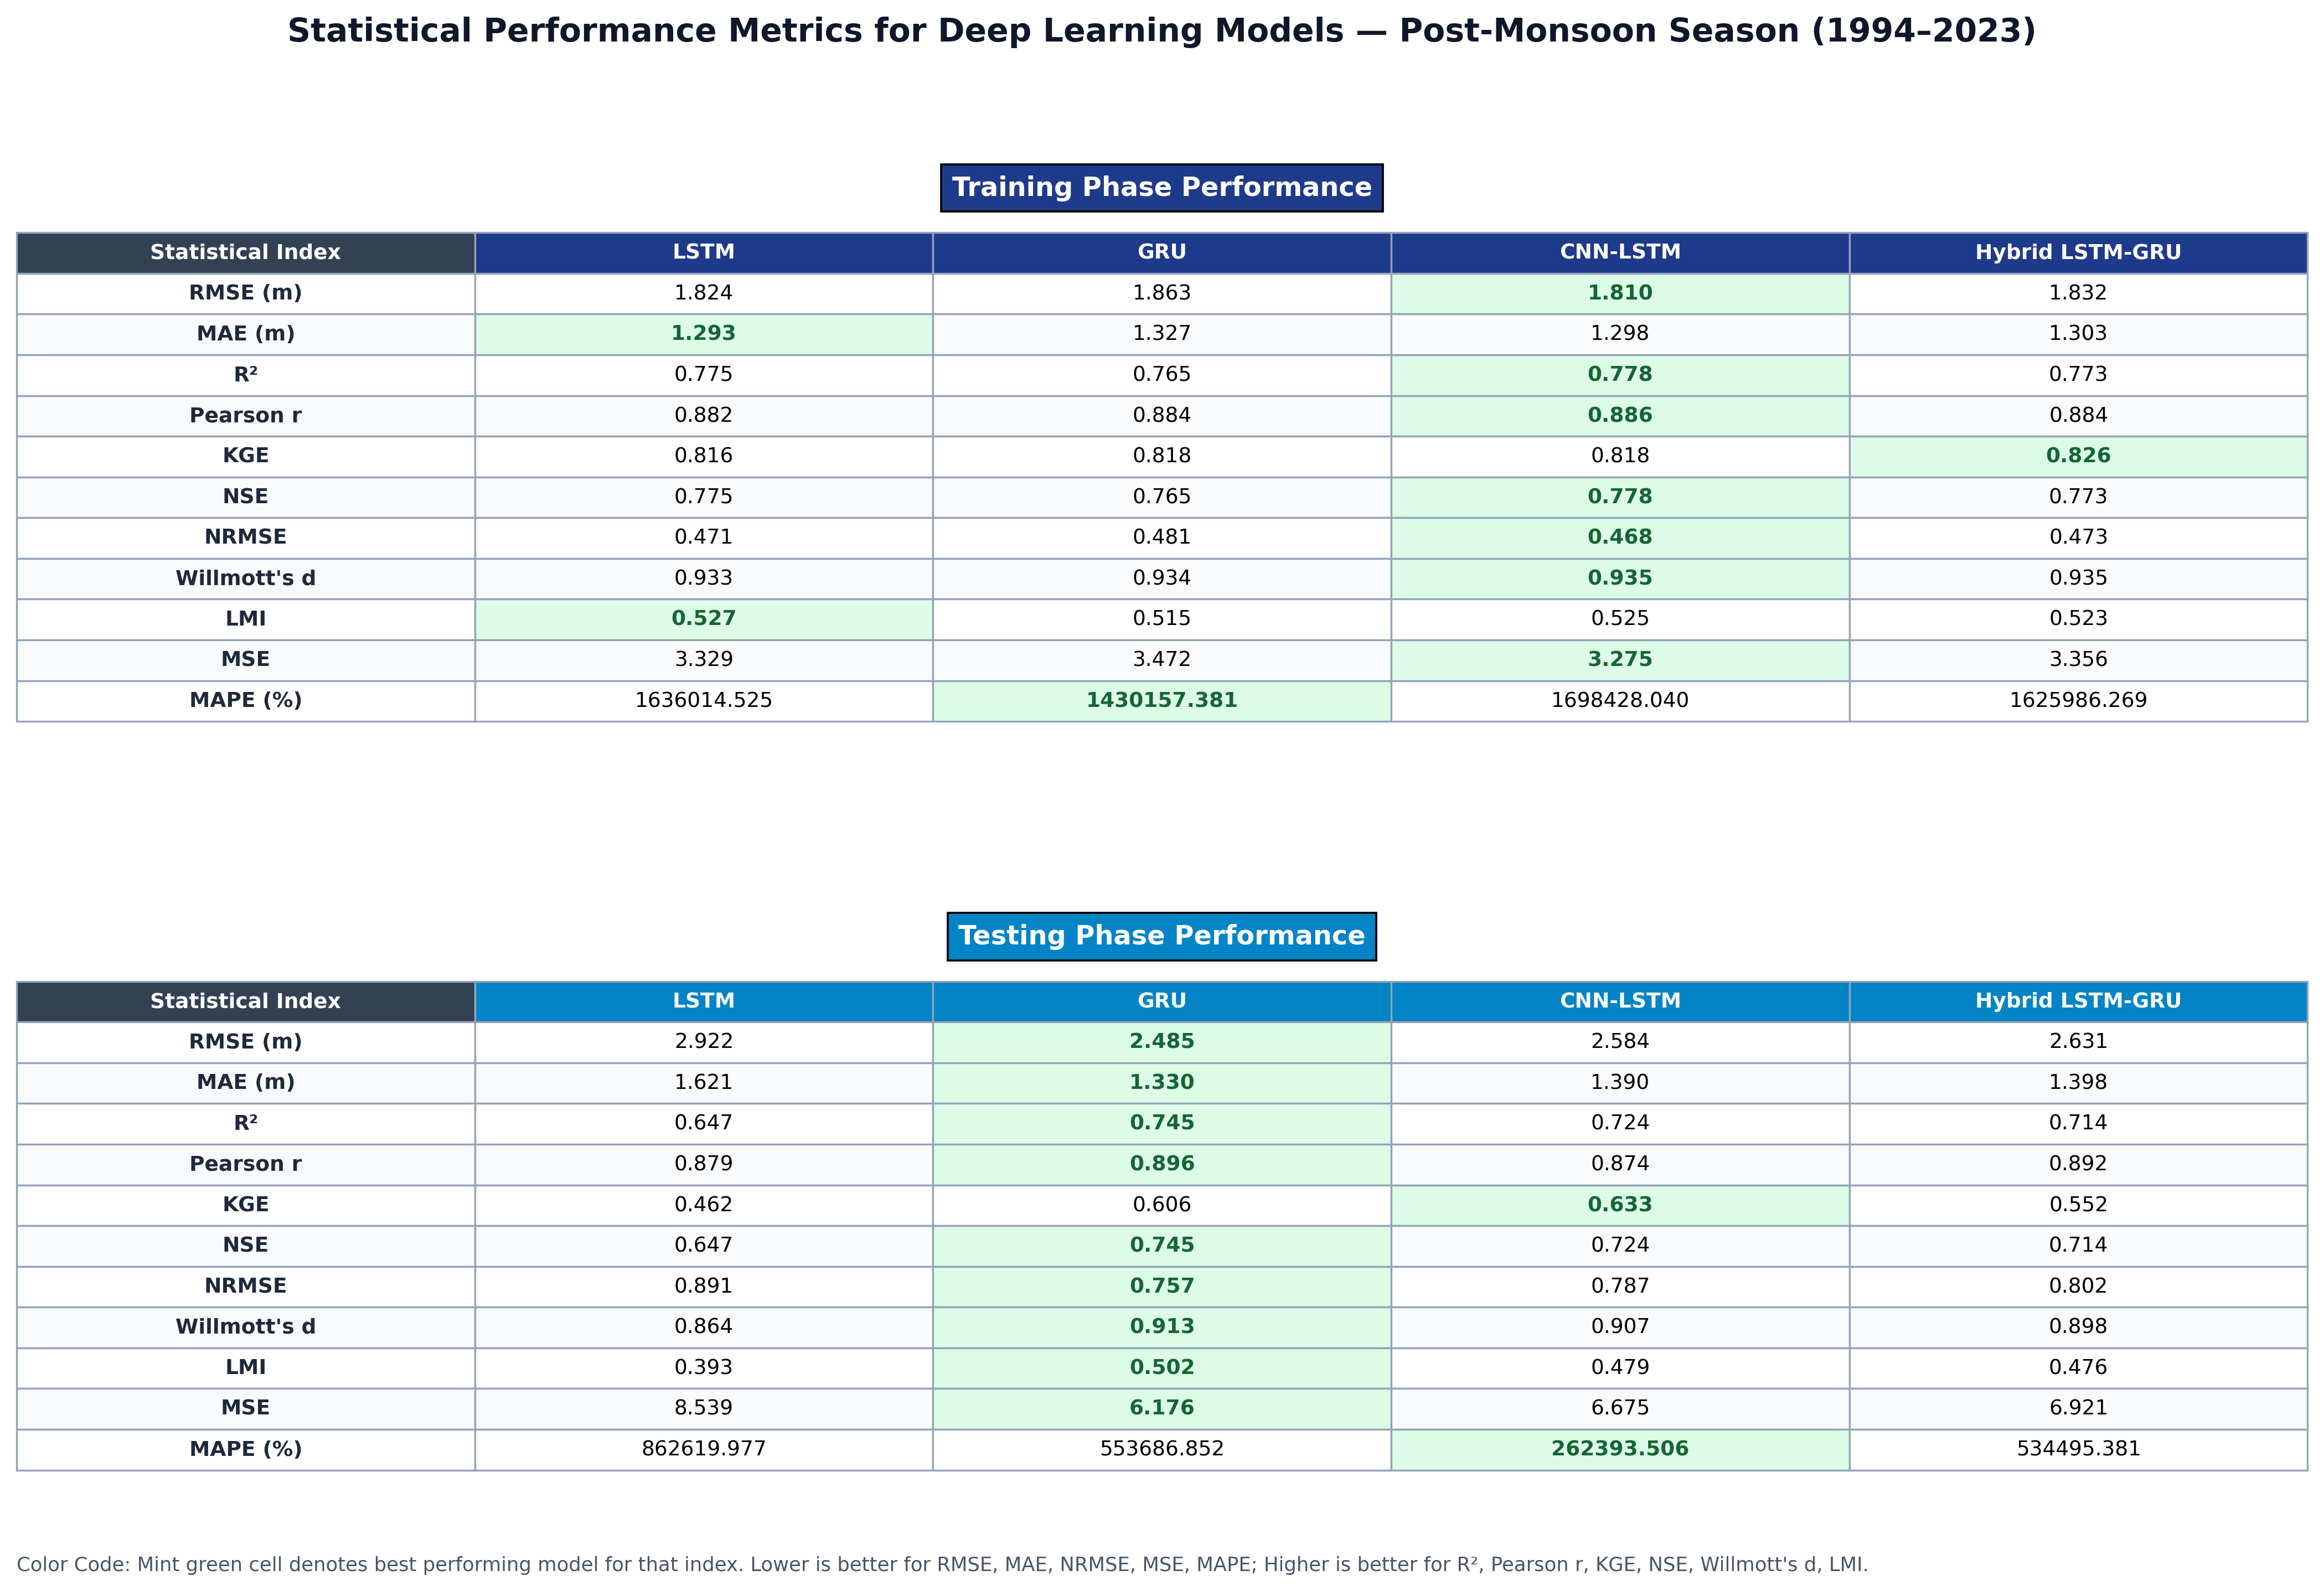 Statistical Performance Metrics for Deep Learning Models — Post-Monsoon Season (1994–2023)
Training Phase Performance
Statistical Index LSTM GRU CNN-LSTM Hybrid LSTM-GRU
RMSE (m) 1.824 1.863 1.810 1.832
MAE (m) 1.293 1.327 1.298 1.303
R² 0.775 0.765 0.778 0.773
Pearson r 0.882 0.884 0.886 0.884
KGE 0.816 0.818 0.818 0.826
NSE 0.775 0.765 0.778 0.773
NRMSE 0.471 0.481 0.468 0.473
Willmott's d 0.933 0.934 0.935 0.935
LMI 0.527 0.515 0.525 0.523
MSE 3.329 3.472 3.275 3.356
MAPE (%) 1636014.525 1430157.381 1698428.040 1625986.269
Testing Phase Performance
Statistical Index LSTM GRU CNN-LSTM Hybrid LSTM-GRU
RMSE (m) 2.922 2.485 2.584 2.631
MAE (m) 1.621 1.330 1.390 1.398
R² 0.647 0.745 0.724 0.714
Pearson r 0.879 0.896 0.874 0.892
KGE 0.462 0.606 0.633 0.552
NSE 0.647 0.745 0.724 0.714
NRMSE 0.891 0.757 0.787 0.802
Willmott's d 0.864 0.913 0.907 0.898
LMI 0.393 0.502 0.479 0.476
MSE 8.539 6.176 6.675 6.921
MAPE (%) 862619.977 553686.852 262393.506 534495.381
Color Code: Mint green cell denotes best performing model for that index. Lower is better for RMSE, MAE, NRMSE, MSE, MAPE; Higher is better for R², Pearson r, KGE, NSE, Willmott's d, LMI.